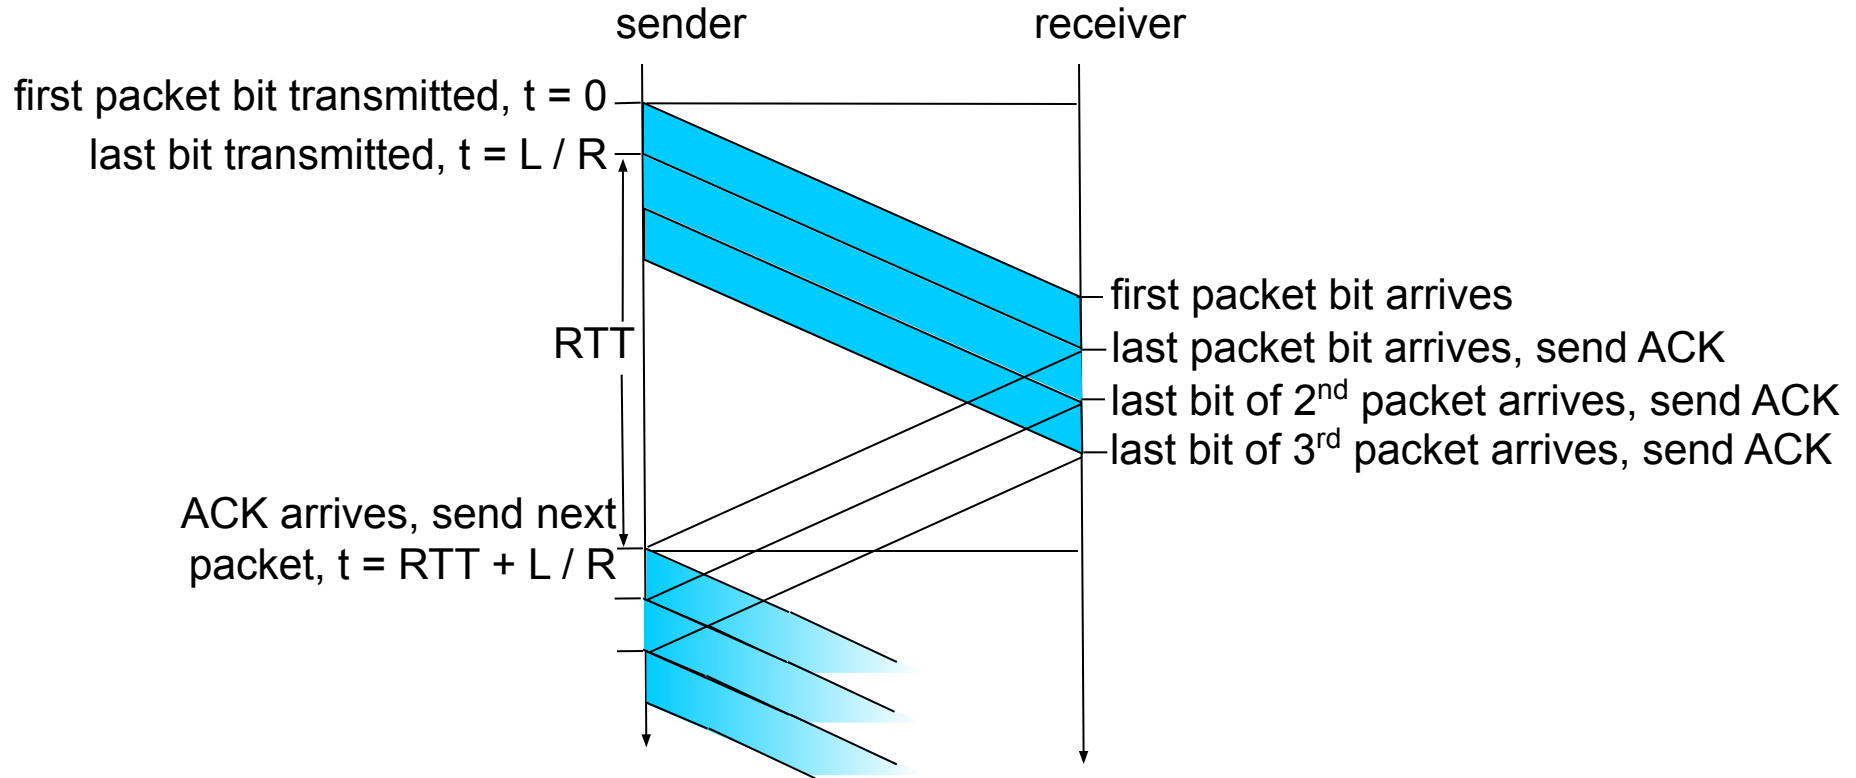 sender
receiver
first packet bit transmitted, t = 0
last bit transmitted, t = L / R
RTT
first packet bit arrives
last packet bit arrives, send ACK
last bit of 2nd packet arrives, send ACK
last bit of 3rd packet arrives, send ACK
ACK arrives, send next
packet, t = RTT + L / R